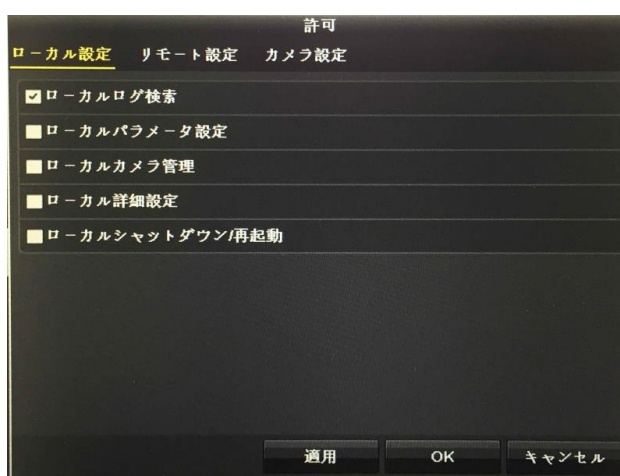 許可
ローカル設定 リモート設定 カメラ設定
ローカルログ検索
ローカルパラメータ設定
ローカルカメラ管理
ローカル詳細設定
ローカルシャットダウン/再起動
適用 OK キャンセル